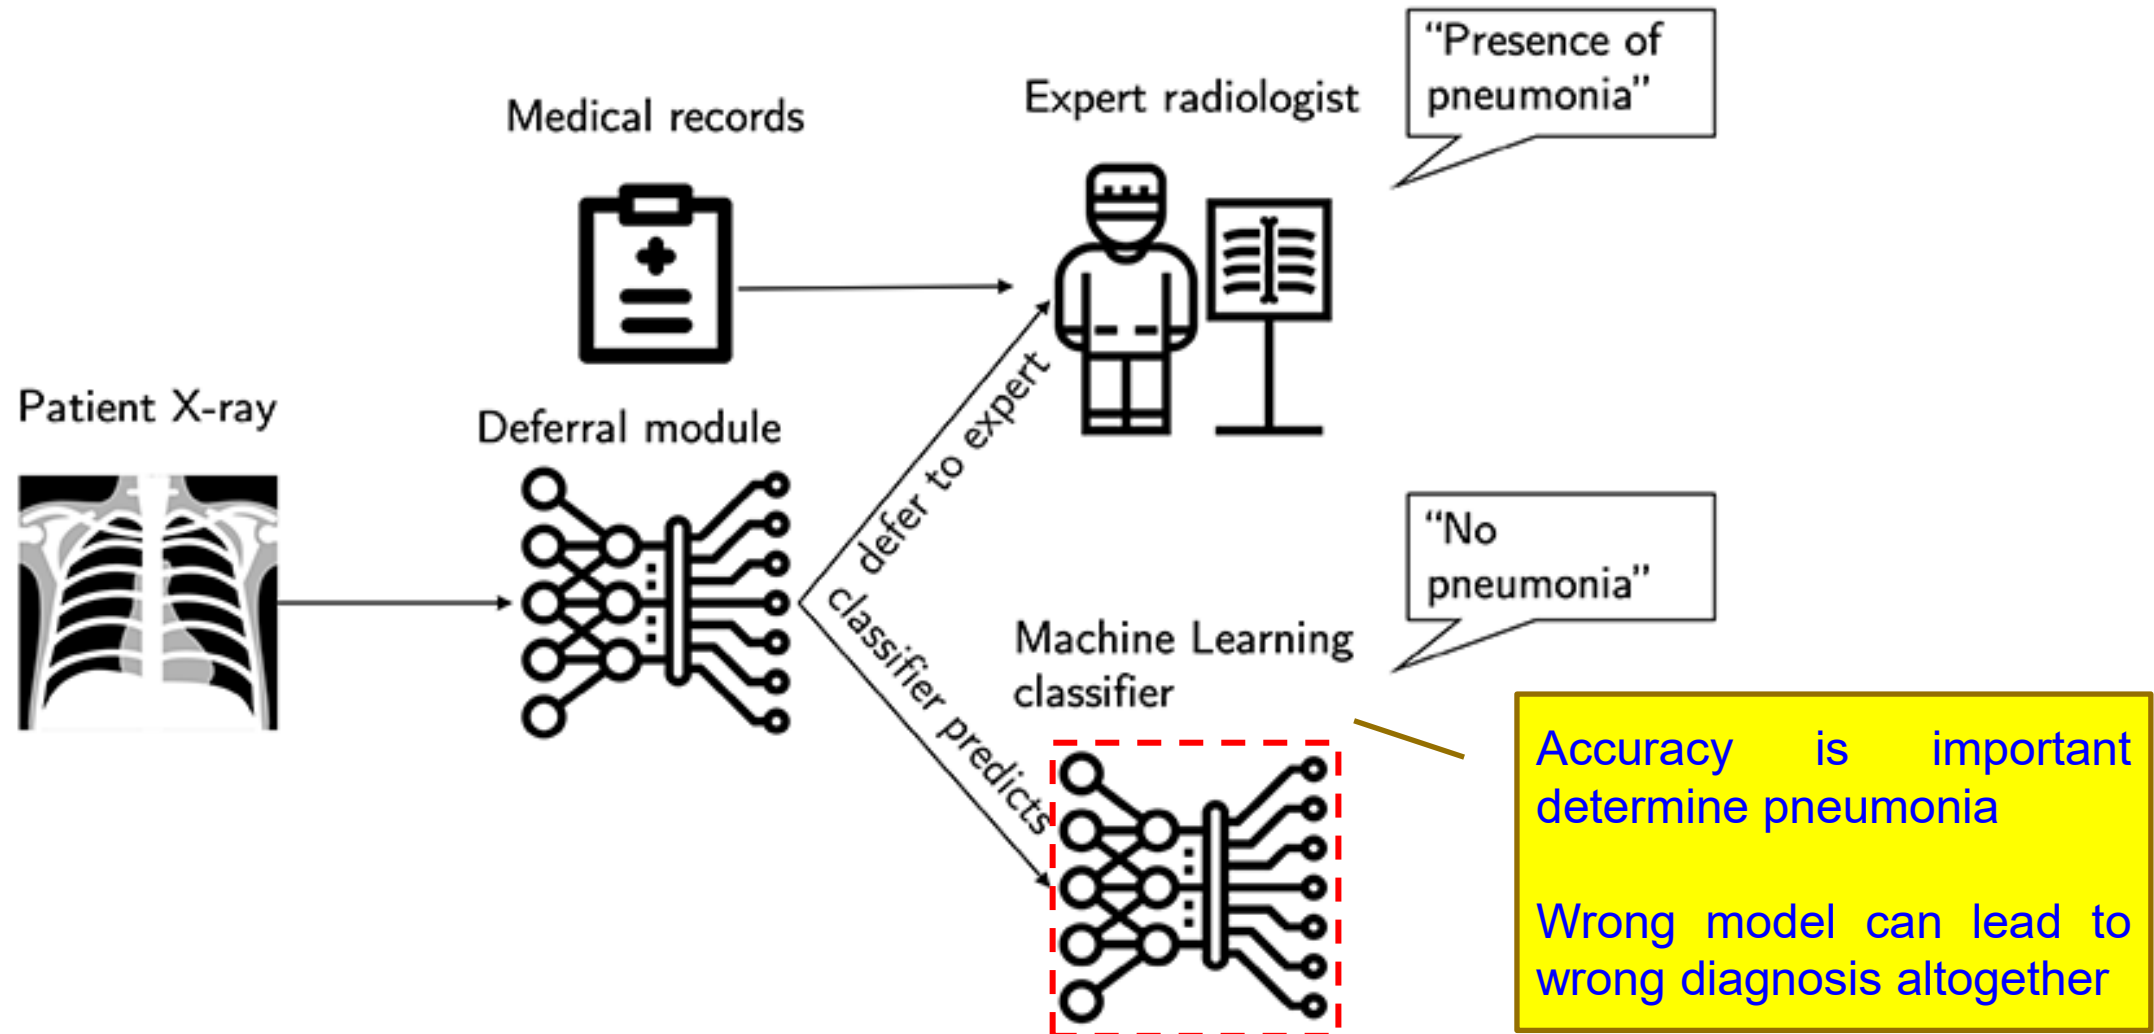 Medical records
Expert radiologist
“Presence of
pneumonia”
Patient X-ray
Deferral module
defer to expert
classifier predicts
“No
pneumonia”
Machine Learning
classifier
Accuracy is important
determine pneumonia
Wrong model can lead to
wrong diagnosis altogether